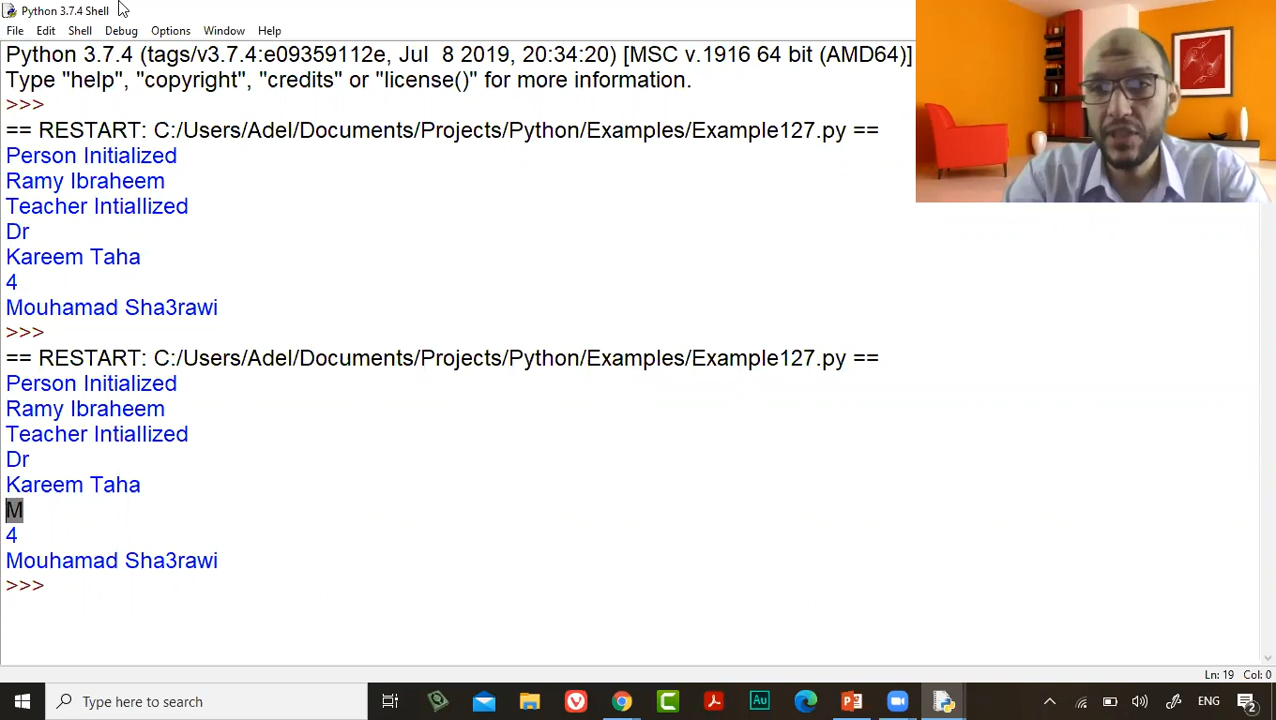 Python 3.7.4 Shell
File Edit Shell Debug Options Window Help
Python 3.7.4 (tags/v3.7.4:e09359112e, Jul 8 2019, 20:34:20) [MSC v.1916 64 bit (AMD64)]
Type "help", "copyright", "credits" or "license()" for more information.
>>>
== RESTART: C:/Users/Adel/Documents/Projects/Python/Examples/Example127.py ==
Person Initialized
Ramy Ibraheem
Teacher Intiallized
Dr
Kareem Taha
4
Mouhamad Sha3rawi
>>>
== RESTART: C:/Users/Adel/Documents/Projects/Python/Examples/Example127.py ==
Person Initialized
Ramy Ibraheem
Teacher Intiallized
Dr
Kareem Taha
M
4
Mouhamad Sha3rawi
>>>
Ln: 19 Col: 0
Type here to search
Au
ENG
2